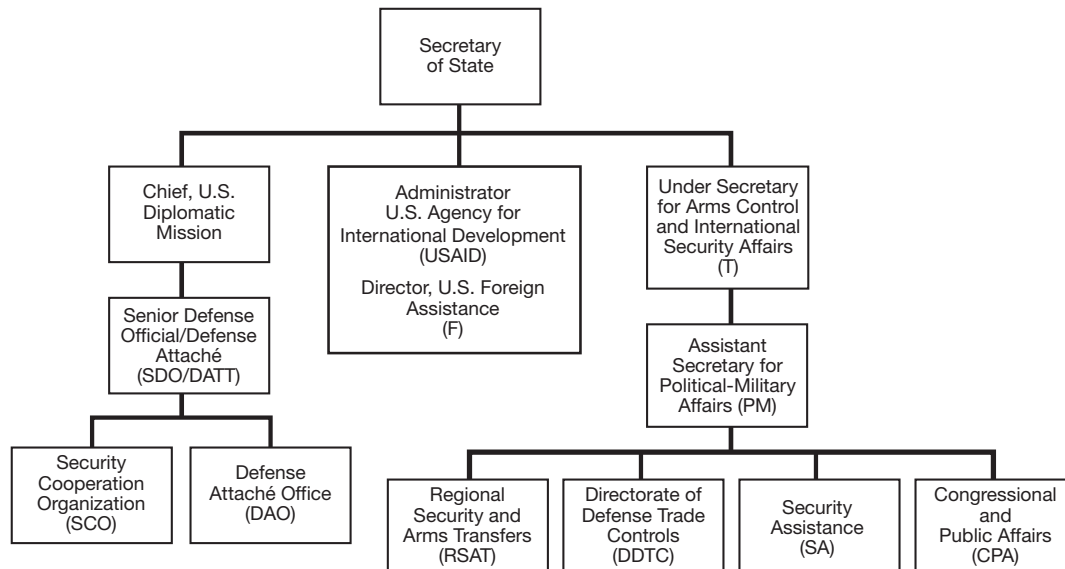 Secretary
of State
Chief, U.S.
Diplomatic
Mission
Administrator
U.S. Agency for
International Development
(USAID)
Director, U.S. Foreign
Assistance
(F)
Under Secretary
for Arms Control
and International
Security Affairs
(T)
Senior Defense
Official/Defense
Attaché
(SDO/DATT)
Assistant
Secretary for
Political-Military
Affairs (PM)
Security
Cooperation
Organization
(SCO)
Defense
Attaché Office
(DAO)
Regional
Security and
Arms Transfers
(RSAT)
Directorate of
Defense Trade
Controls
(DDTC)
Security
Assistance
(SA)
Congressional
and
Public Affairs
(CPA)